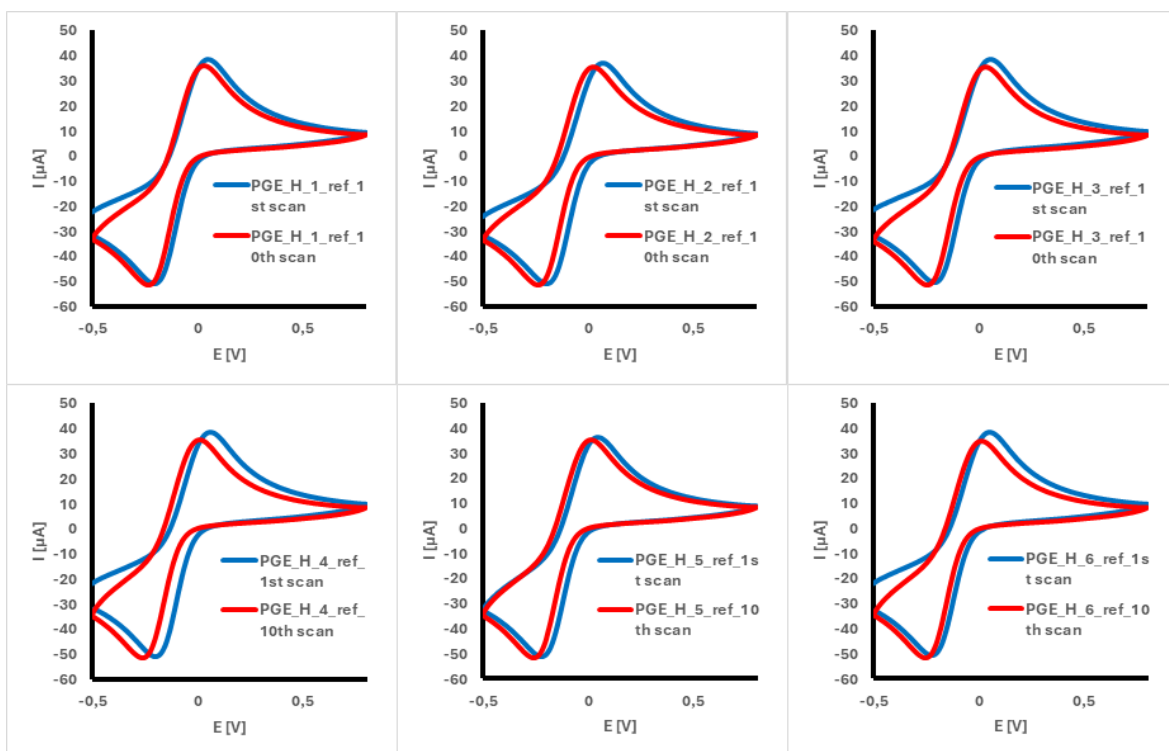 50
40
30
20
10
0
-10
-20
-30
-40
-50
-60
I [µA]
-0,5
0
0,5
E [V]
PGE_H_1_ref_1
st scan
PGE_H_1_ref_1
0th scan
50
40
30
20
10
0
-10
-20
-30
-40
-50
-60
I [µA]
-0,5
0
0,5
E [V]
PGE_H_2_ref_1
st scan
PGE_H_2_ref_1
0th scan
50
40
30
20
10
0
-10
-20
-30
-40
-50
-60
I [µA]
-0,5
0
0,5
E [V]
PGE_H_3_ref_1
st scan
PGE_H_3_ref_1
0th scan
50
40
30
20
10
0
-10
-20
-30
-40
-50
-60
I [µA]
-0,5
0
0,5
E [V]
PGE_H_4_ref_
1st scan
PGE_H_4_ref_
10th scan
50
40
30
20
10
0
-10
-20
-30
-40
-50
-60
I [µA]
-0,5
0
0,5
E [V]
PGE_H_5_ref_1s
t scan
PGE_H_5_ref_10
th scan
50
40
30
20
10
0
-10
-20
-30
-40
-50
-60
I [µA]
-0,5
0
0,5
E [V]
PGE_H_6_ref_1s
t scan
PGE_H_6_ref_10
th scan